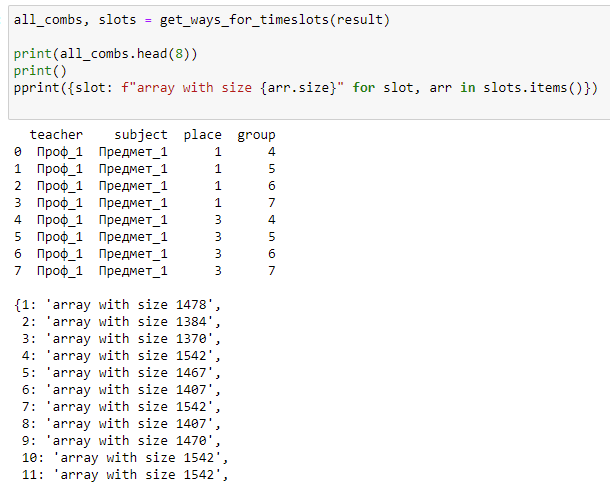 all_combs, slots = get_ways_for_timeslots(result)
print(all_combs.head(8))
print()
pprint({slot: f"array with size {arr.size}" for slot, arr in slots.items()})
teacher subject place group
0 Проф_1 Предмет_1 1 4
1 Проф_1 Предмет_1 1 5
2 Проф_1 Предмет_1 1 6
3 Проф_1 Предмет_1 1 7
4 Проф_1 Предмет_1 3 4
5 Проф_1 Предмет_1 3 5
6 Проф_1 Предмет_1 3 6
7 Проф_1 Предмет_1 3 7
{1: 'array with size 1478',
2: 'array with size 1384',
3: 'array with size 1370',
4: 'array with size 1542',
5: 'array with size 1467',
6: 'array with size 1407',
7: 'array with size 1542',
8: 'array with size 1407',
9: 'array with size 1470',
10: 'array with size 1542',
11: 'array with size 1542',